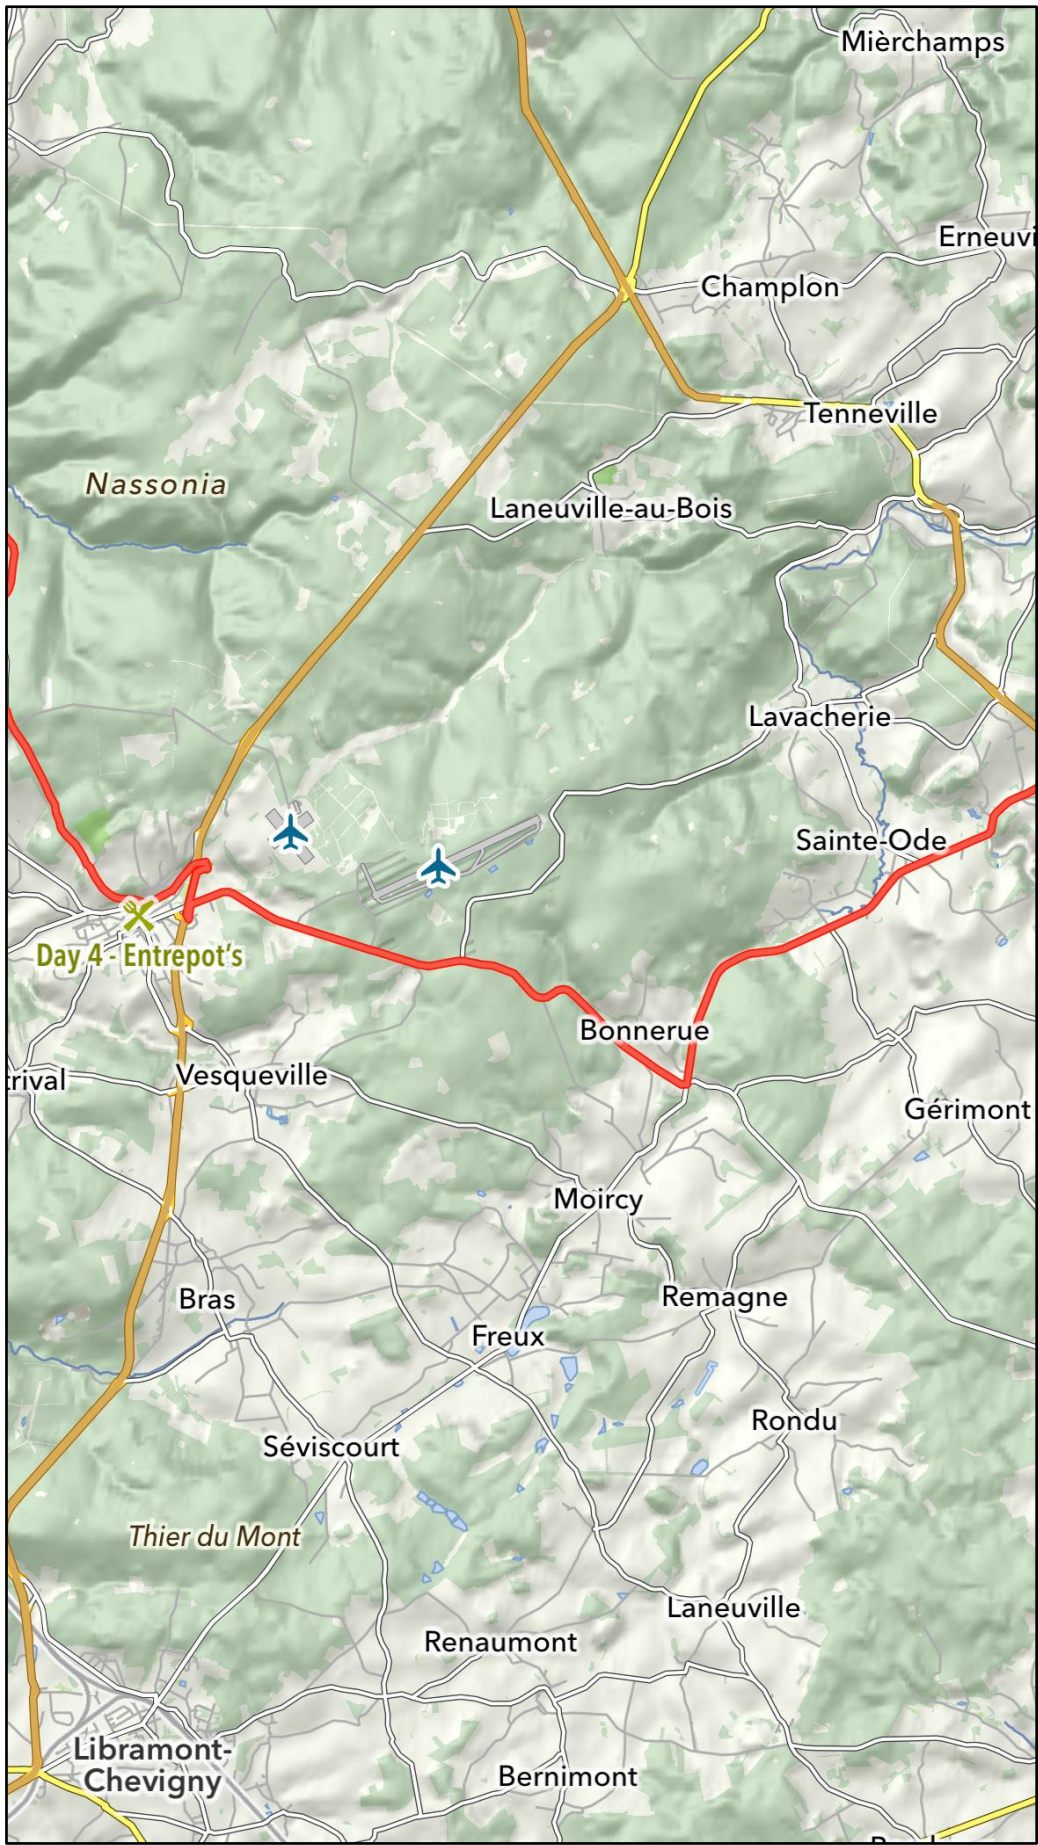 Mièrchamps
Erneuvi
Champlon
Tenneville
Nassonia
Laneuville-au-Bois
Lavacherie
Sainte-Ode
Day 4 - Entrepot's
Bonnerue
trival
Vesqueville
Gérimont
Moircy
Bras
Remagne
Freux
Rondu
Séviscourt
Thier du Mont
Laneuville
Renaumont
Libramont-
Chevigny
Bernimont